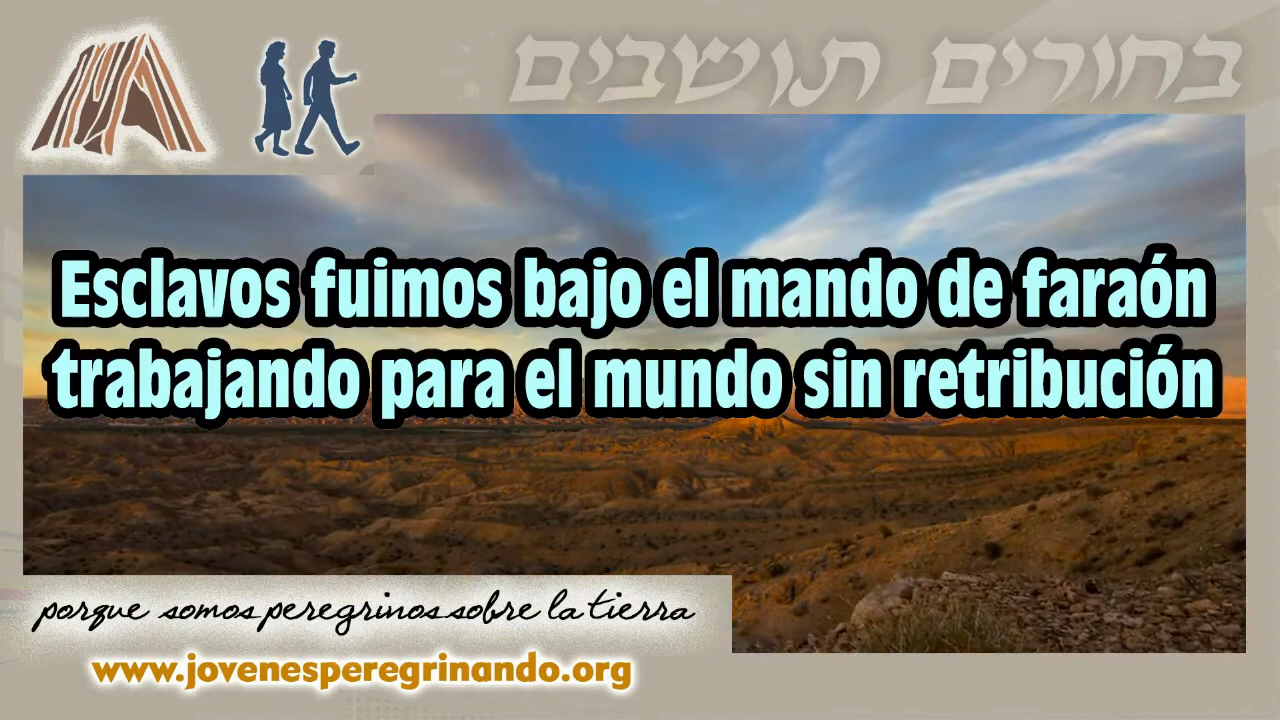 בחורים תושבים
Esclavos fuimos bajo el mando de faraón
trabajando para el mundo sin retribución
porque somos peregrinos sobre la tierra
www.jovenesperegrinando.org